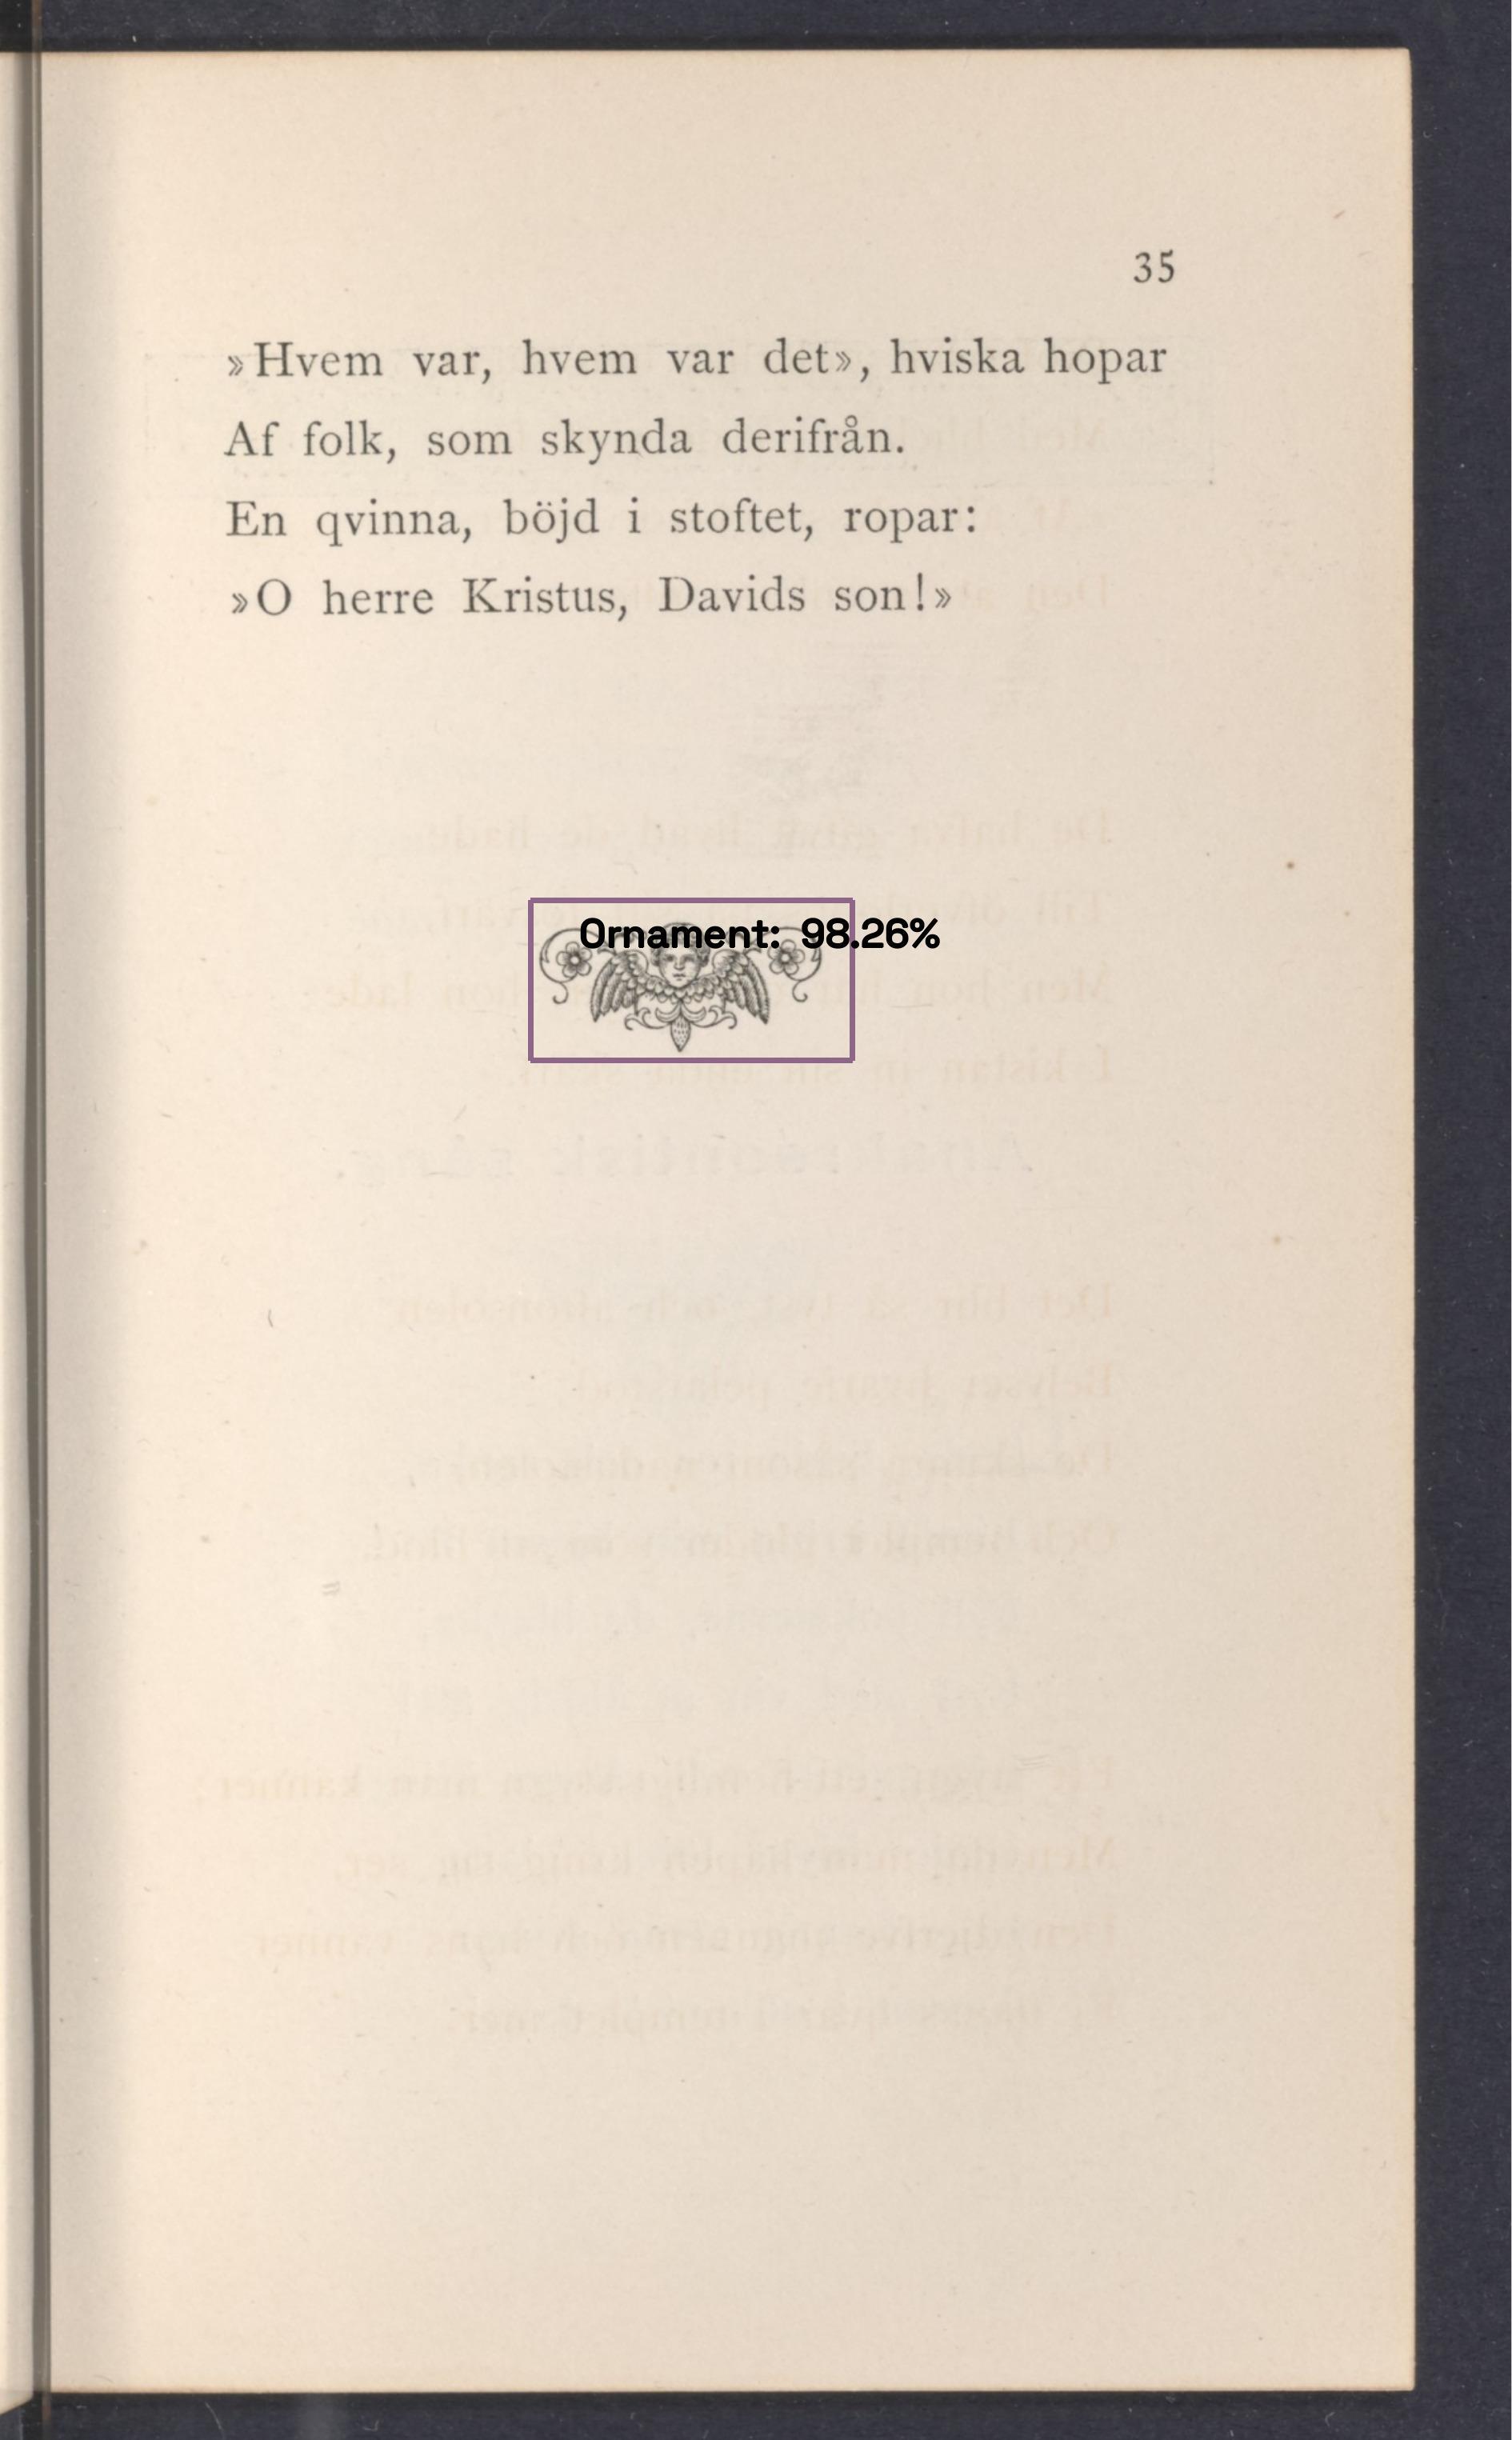 35
»Hvem var, hvem var det», hviska hopar
Af folk, som skynda derifrån.
En qvinna, böjd i stoftet, ropar:
»O herre Kristus, Davids son!»
Ornament: 98.26%